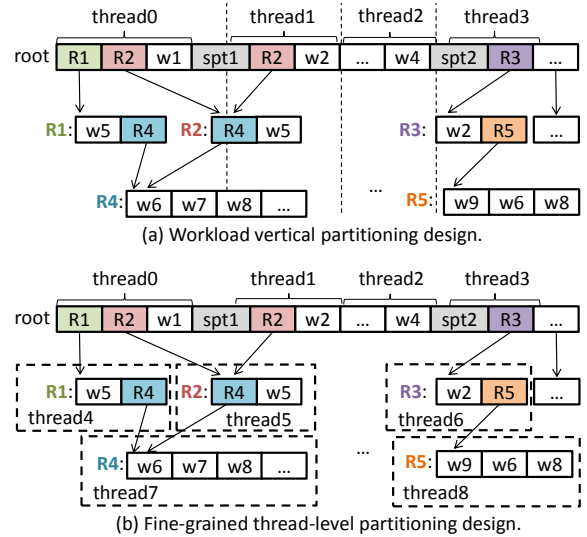 thread0 thread1 thread2 thread3
root R1 R2 w1 spt1 R2 w2 ... w4 spt2 R3 ...
R1: w5 R4 R2: R4 w5 R3: w2 R5 ...
R4: w6 w7 w8 ... ... R5: w9 w6 w8
(a) Workload vertical partitioning design.
thread0 thread1 thread2 thread3
root R1 R2 w1 spt1 R2 w2 ... w4 spt2 R3 ...
R1: w5 R4 R2: R4 w5 R3: w2 R5 ...
thread4 thread5 thread6
R4: w6 w7 w8 ... ... R5: w9 w6 w8
thread7 thread8
(b) Fine-grained thread-level partitioning design.